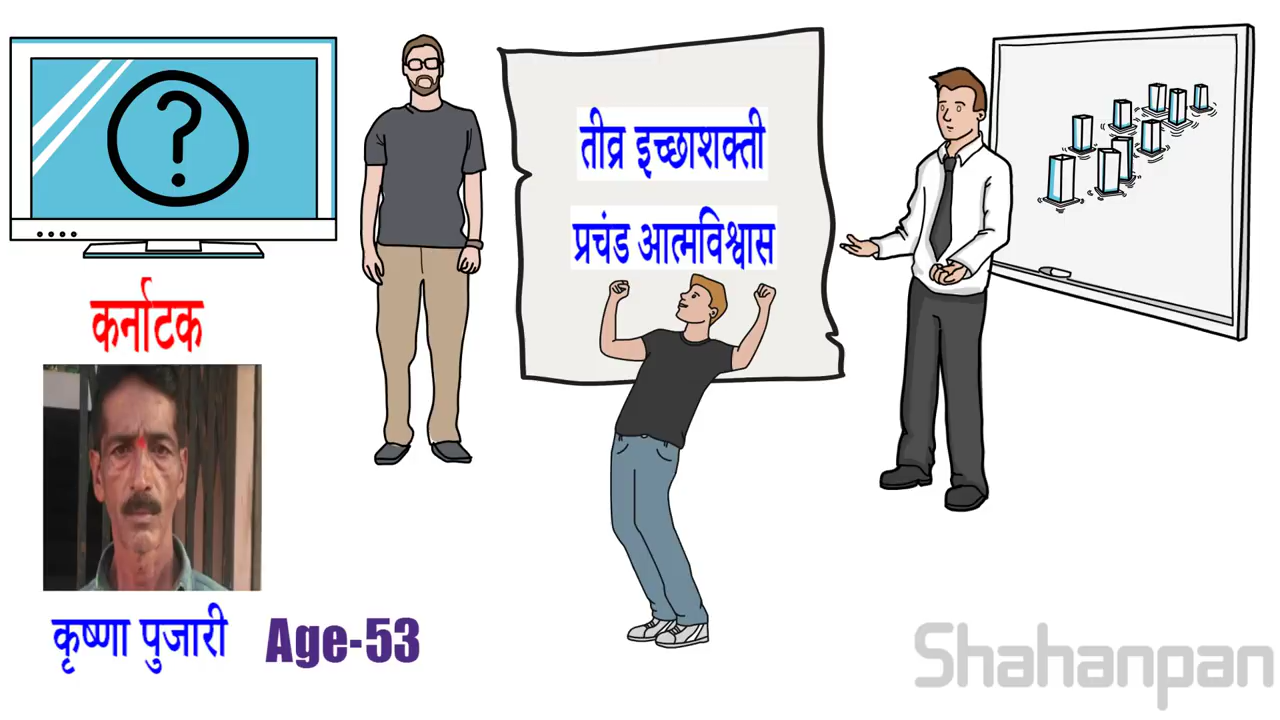 तीव्र इच्छाशक्ती
प्रचंड आत्मविश्वास
कर्नाटक
कृष्णा पुजारी
Age-53
Shahanpan